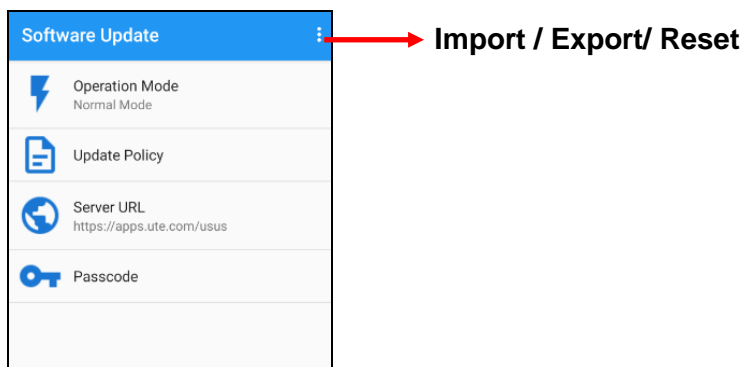 Software Update
Import / Export/ Reset
Operation Mode
Normal Mode
Update Policy
Server URL
https://apps.ute.com/usus
Passcode